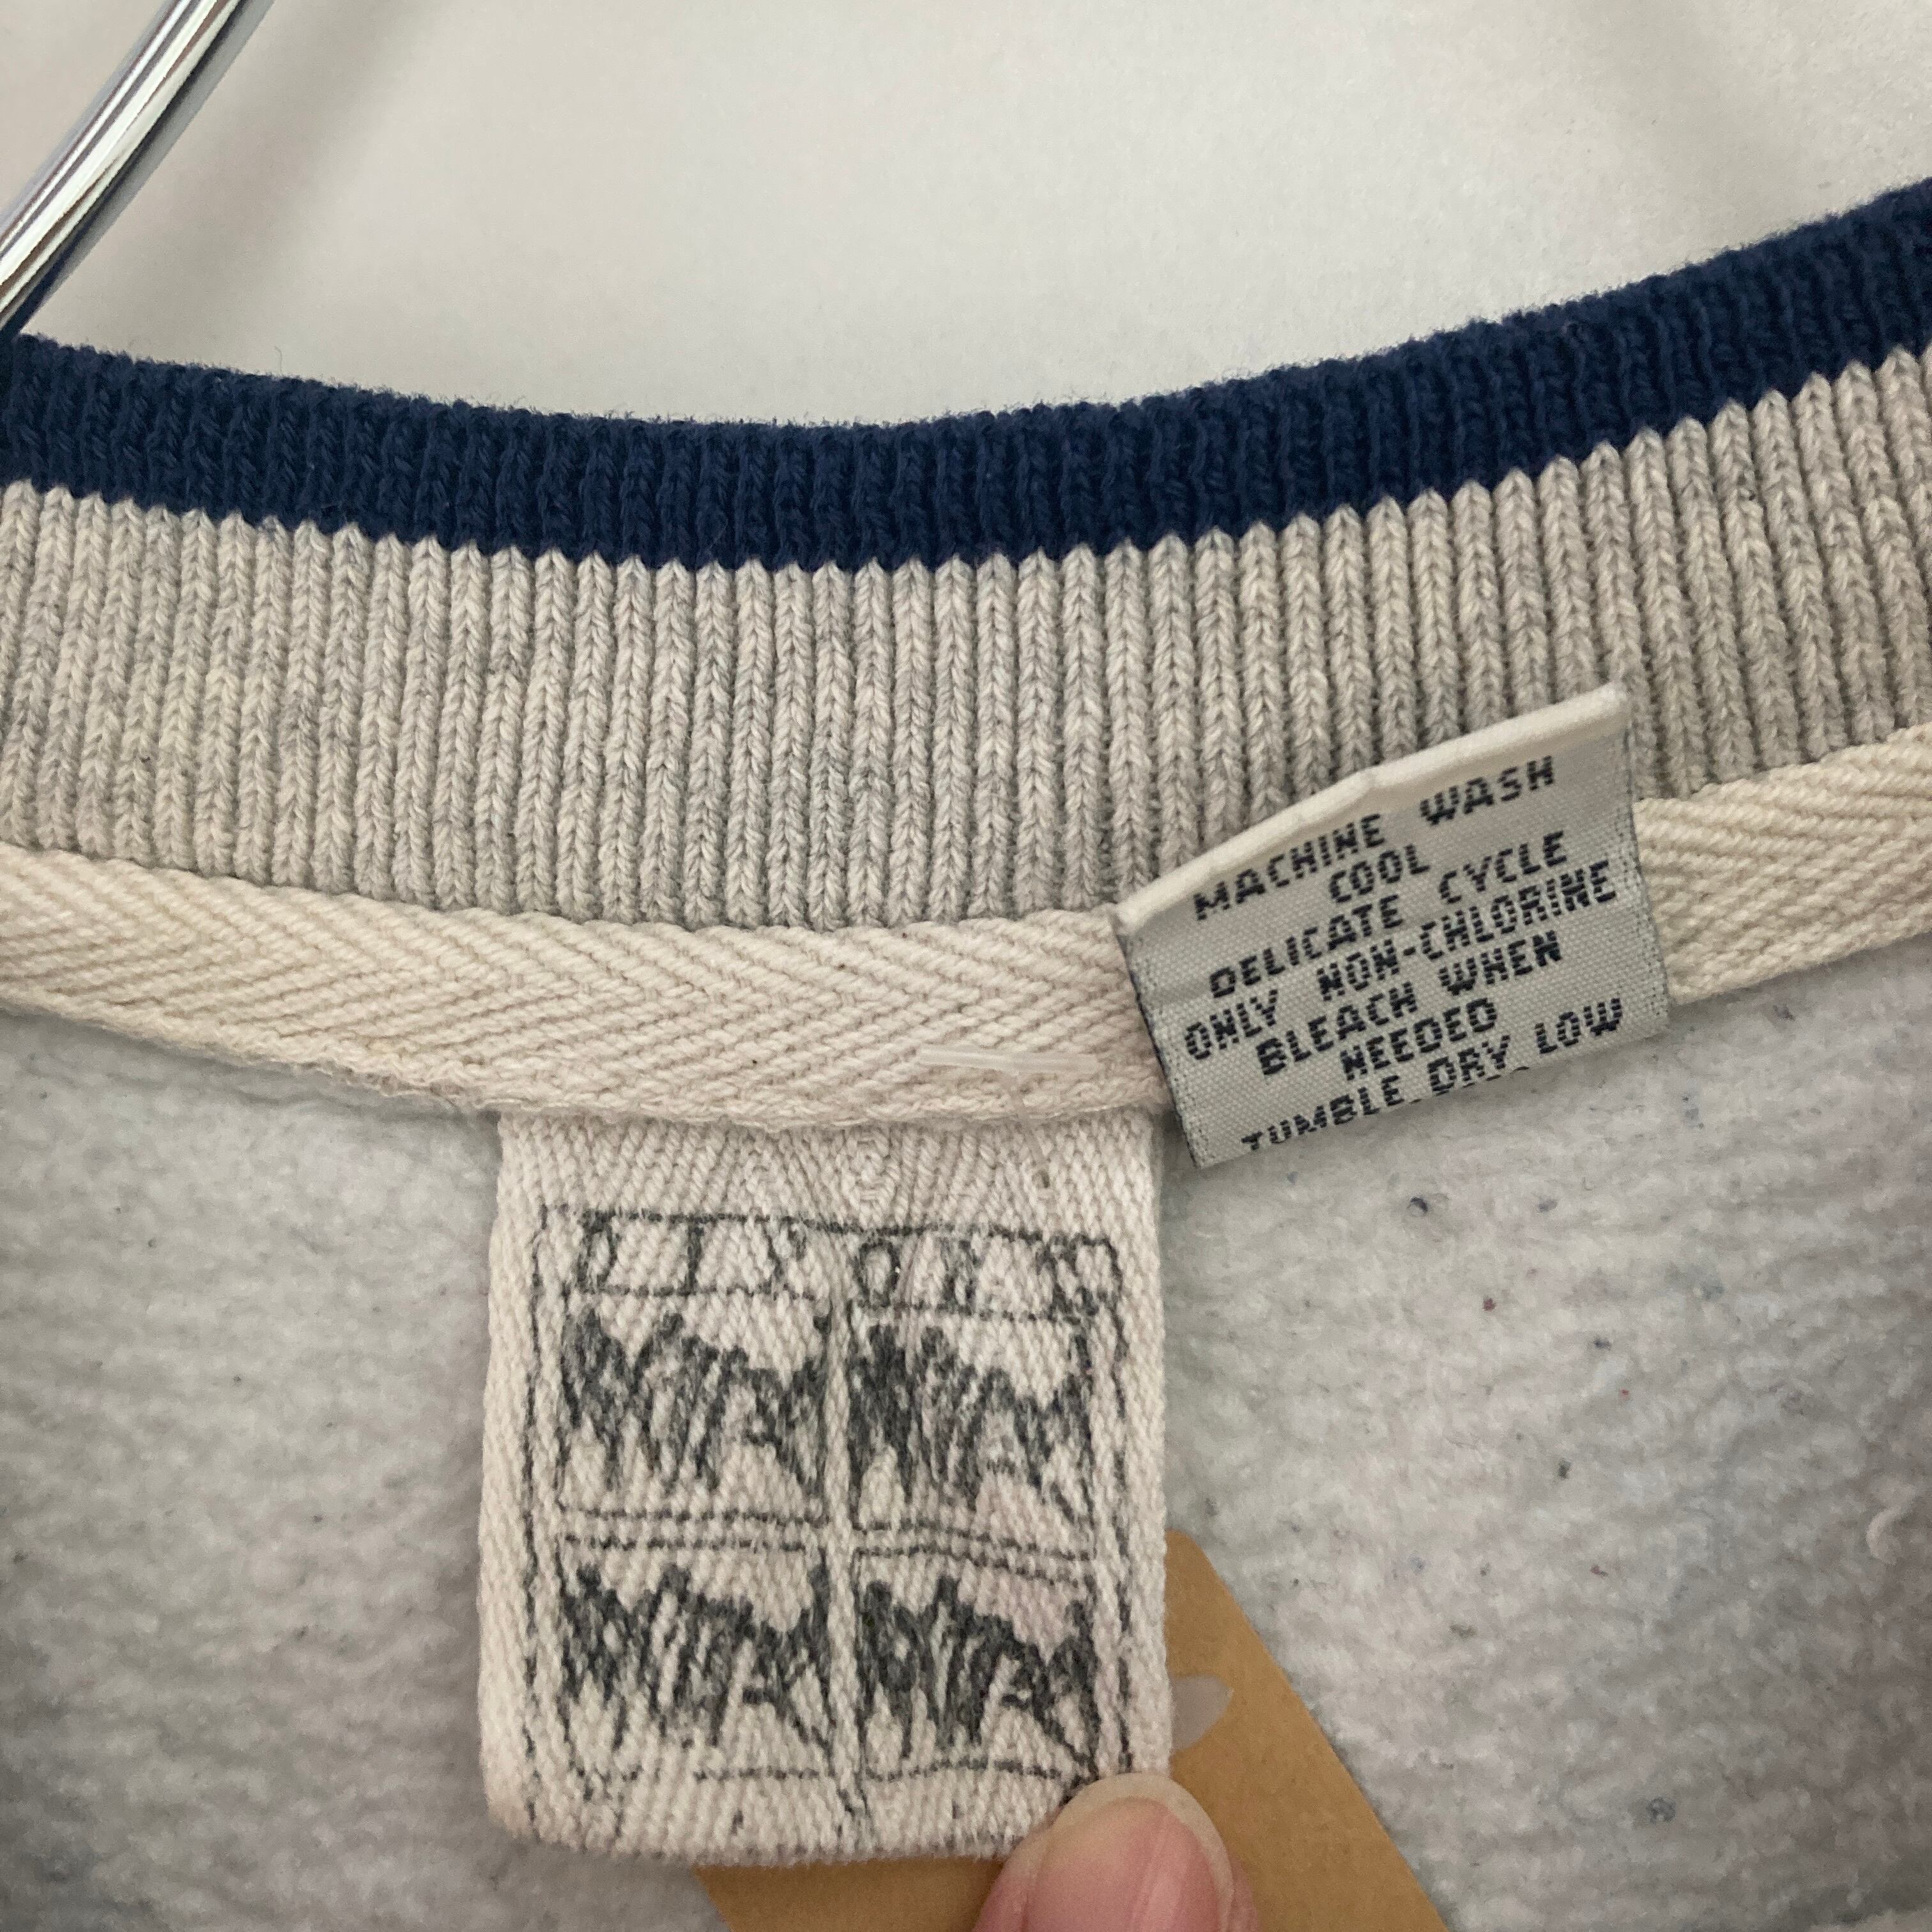 MACHINE WASH
COOL
DELICATE CYCLE
ONLY NON-CHLORINE
BLEACH WHEN
NEEDED
TUMBLE DRY LOW